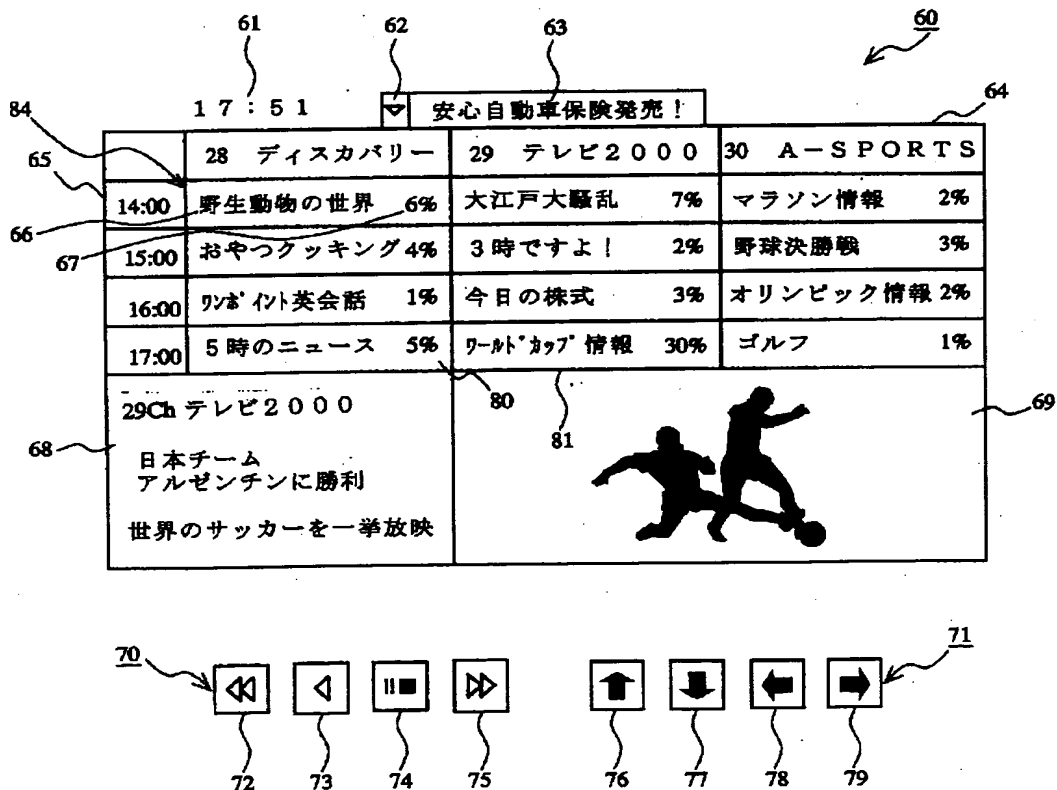 61 62 63 60
17:51 安心自動車保険発売！ 64
84
65 28 ディスカバリー 29 テレビ２０００ 30 A－SPORTS
14:00 野生動物の世界 6% 大江戸大騒乱 7% マラソン情報 2%
66
67 15:00 おやつクッキング 4% ３時ですよ！ 2% 野球決勝戦 3%
16:00 ﾜﾝﾎﾟｲﾝﾄ英会話 1% 今日の株式 3% オリンピック情報 2%
17:00 ５時のニュース 5% ﾜｰﾙﾄﾞｶｯﾌﾟ情報 30% ゴルフ 1%
80 81 69
29Ch テレビ２０００
68
日本チーム
アルゼンチンに勝利
世界のサッカーを一挙放映
70 71
72 73 74 75 76 77 78 79